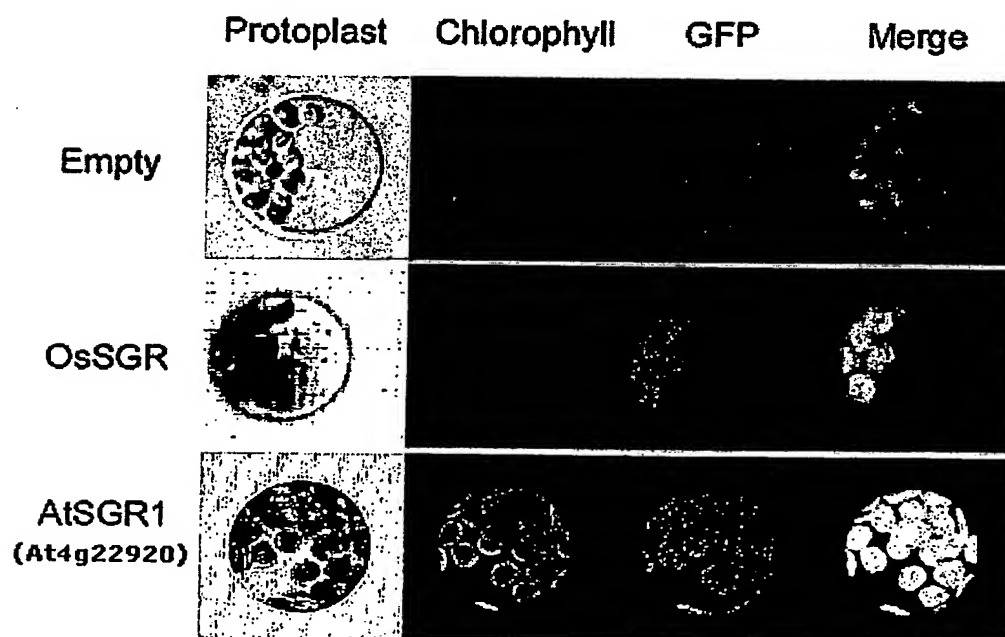 Protoplast Chlorophyll GFP Merge
Empty
OsSGR
AtSGR1
(At4g22920)